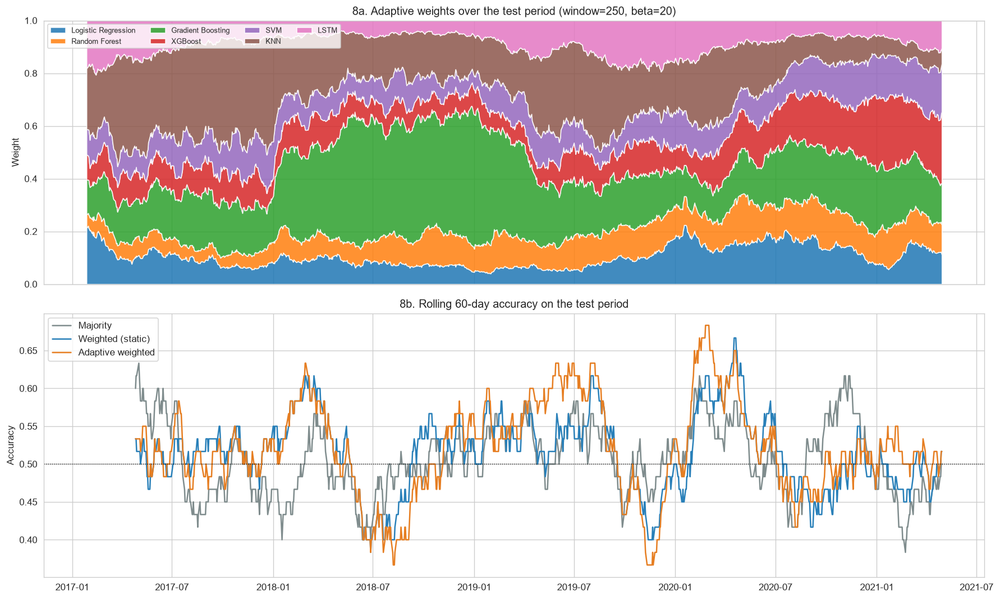 8a. Adaptive weights over the test period (window=250, beta=20)
1.0
0.8
0.6
0.4
0.2
0.0
Weight
Logistic Regression
Random Forest
Gradient Boosting
XGBoost
SVM
KNN
LSTM
8b. Rolling 60-day accuracy on the test period
Majority
Weighted (static)
Adaptive weighted
0.65
0.60
0.55
0.50
0.45
0.40
Accuracy
2017-01
2017-07
2018-01
2018-07
2019-01
2019-07
2020-01
2020-07
2021-01
2021-07